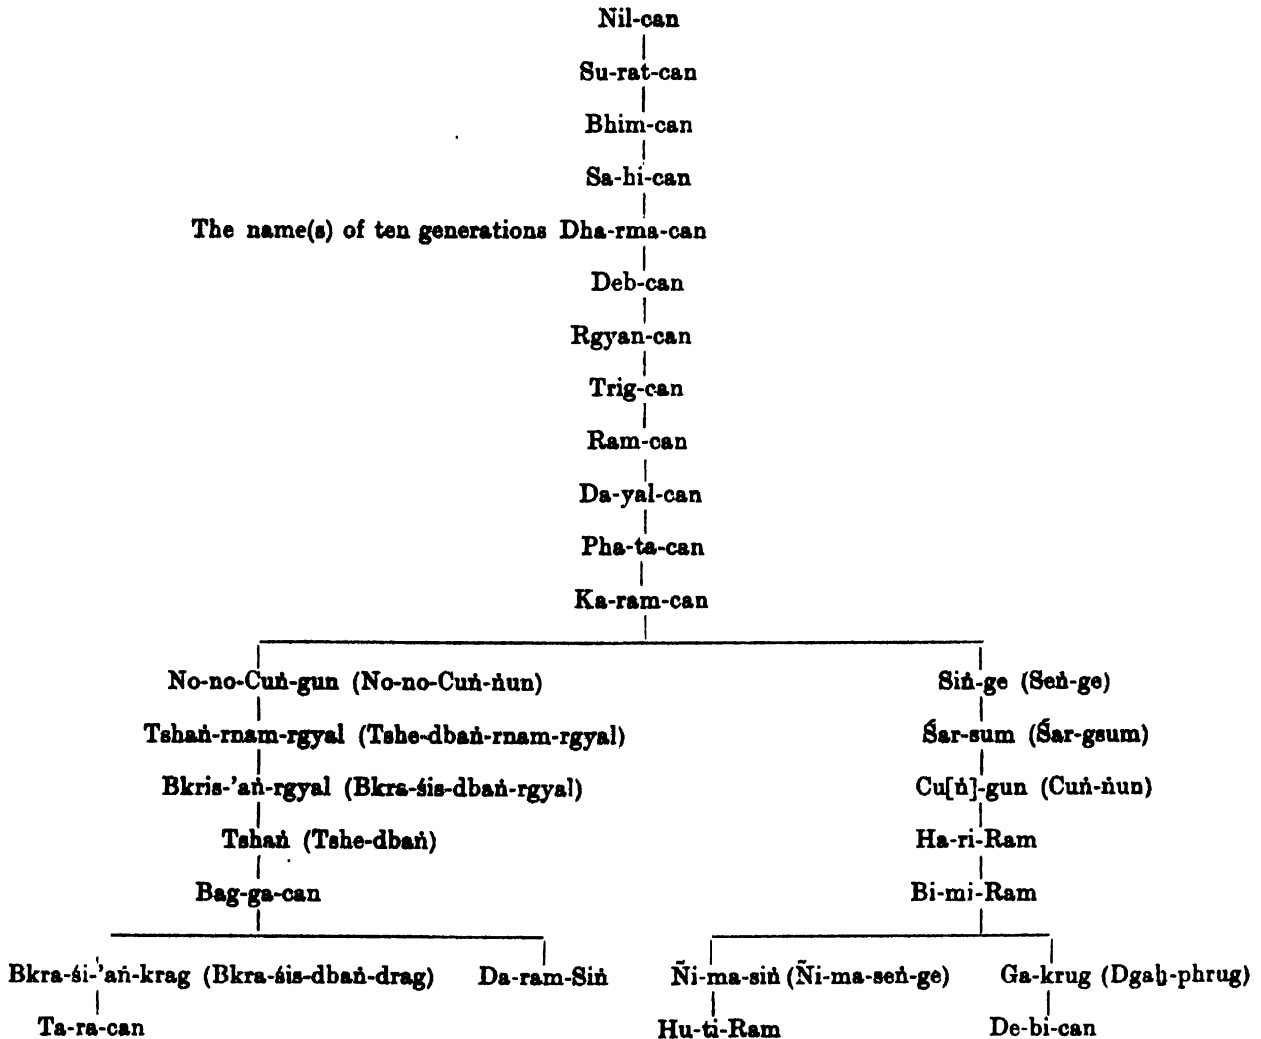 Nil-can
Su-rat-can
Bhim-can
Sa-hi-can
The name(s) of ten generations Dha-rma-can
Deb-can
Rgyan-can
Trig-can
Ram-can
Da-yal-can
Pha-ta-can
Ka-ram-can
No-no-Cuṅ-gun (No-no-Cuṅ-ṅun) Siṅ-ge (Seṅ-ge)
Tshaṅ-rnam-rgyal (Tshe-dbaṅ-rnam-rgyal) Śar-sum (Śar-gsum)
Bkris-’aṅ-rgyal (Bkra-śis-dbaṅ-rgyal) Cu[ṅ]-gun (Cuṅ-ṅun)
Tshaṅ (Tshe-dbaṅ) Ha-ri-Ram
Bag-ga-can Bi-mi-Ram
Bkra-śi-’aṅ-krag (Bkra-śis-dbaṅ-drag) Da-ram-Siṅ Ñi-ma-siṅ (Ñi-ma-seṅ-ge) Ga-krug (Dgaḥ-phrug)
Ta-ra-can Hu-ti-Ram De-bi-can